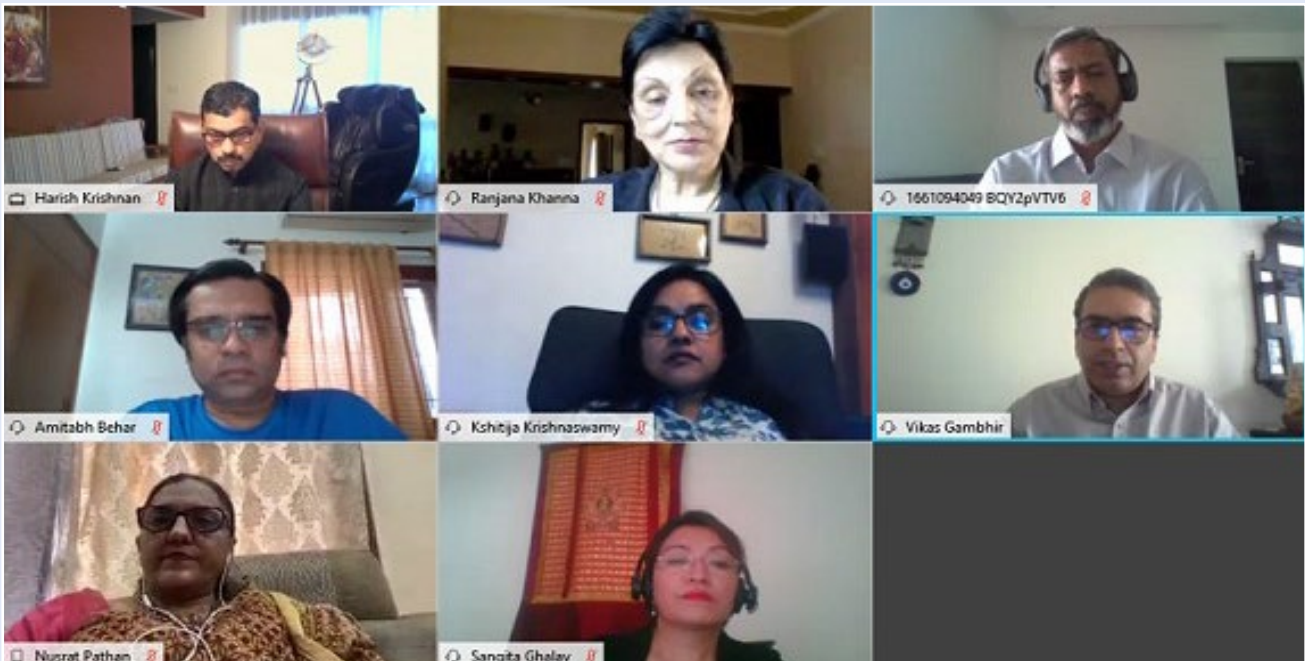 Harish Krishnan
Ranjana Khanna
1661094049 BQY2pVTV6
Amitabh Behar
Kshitija Krishnaswamy
Vikas Gambhir
Nusrat Pathan
Sangita Ghalay